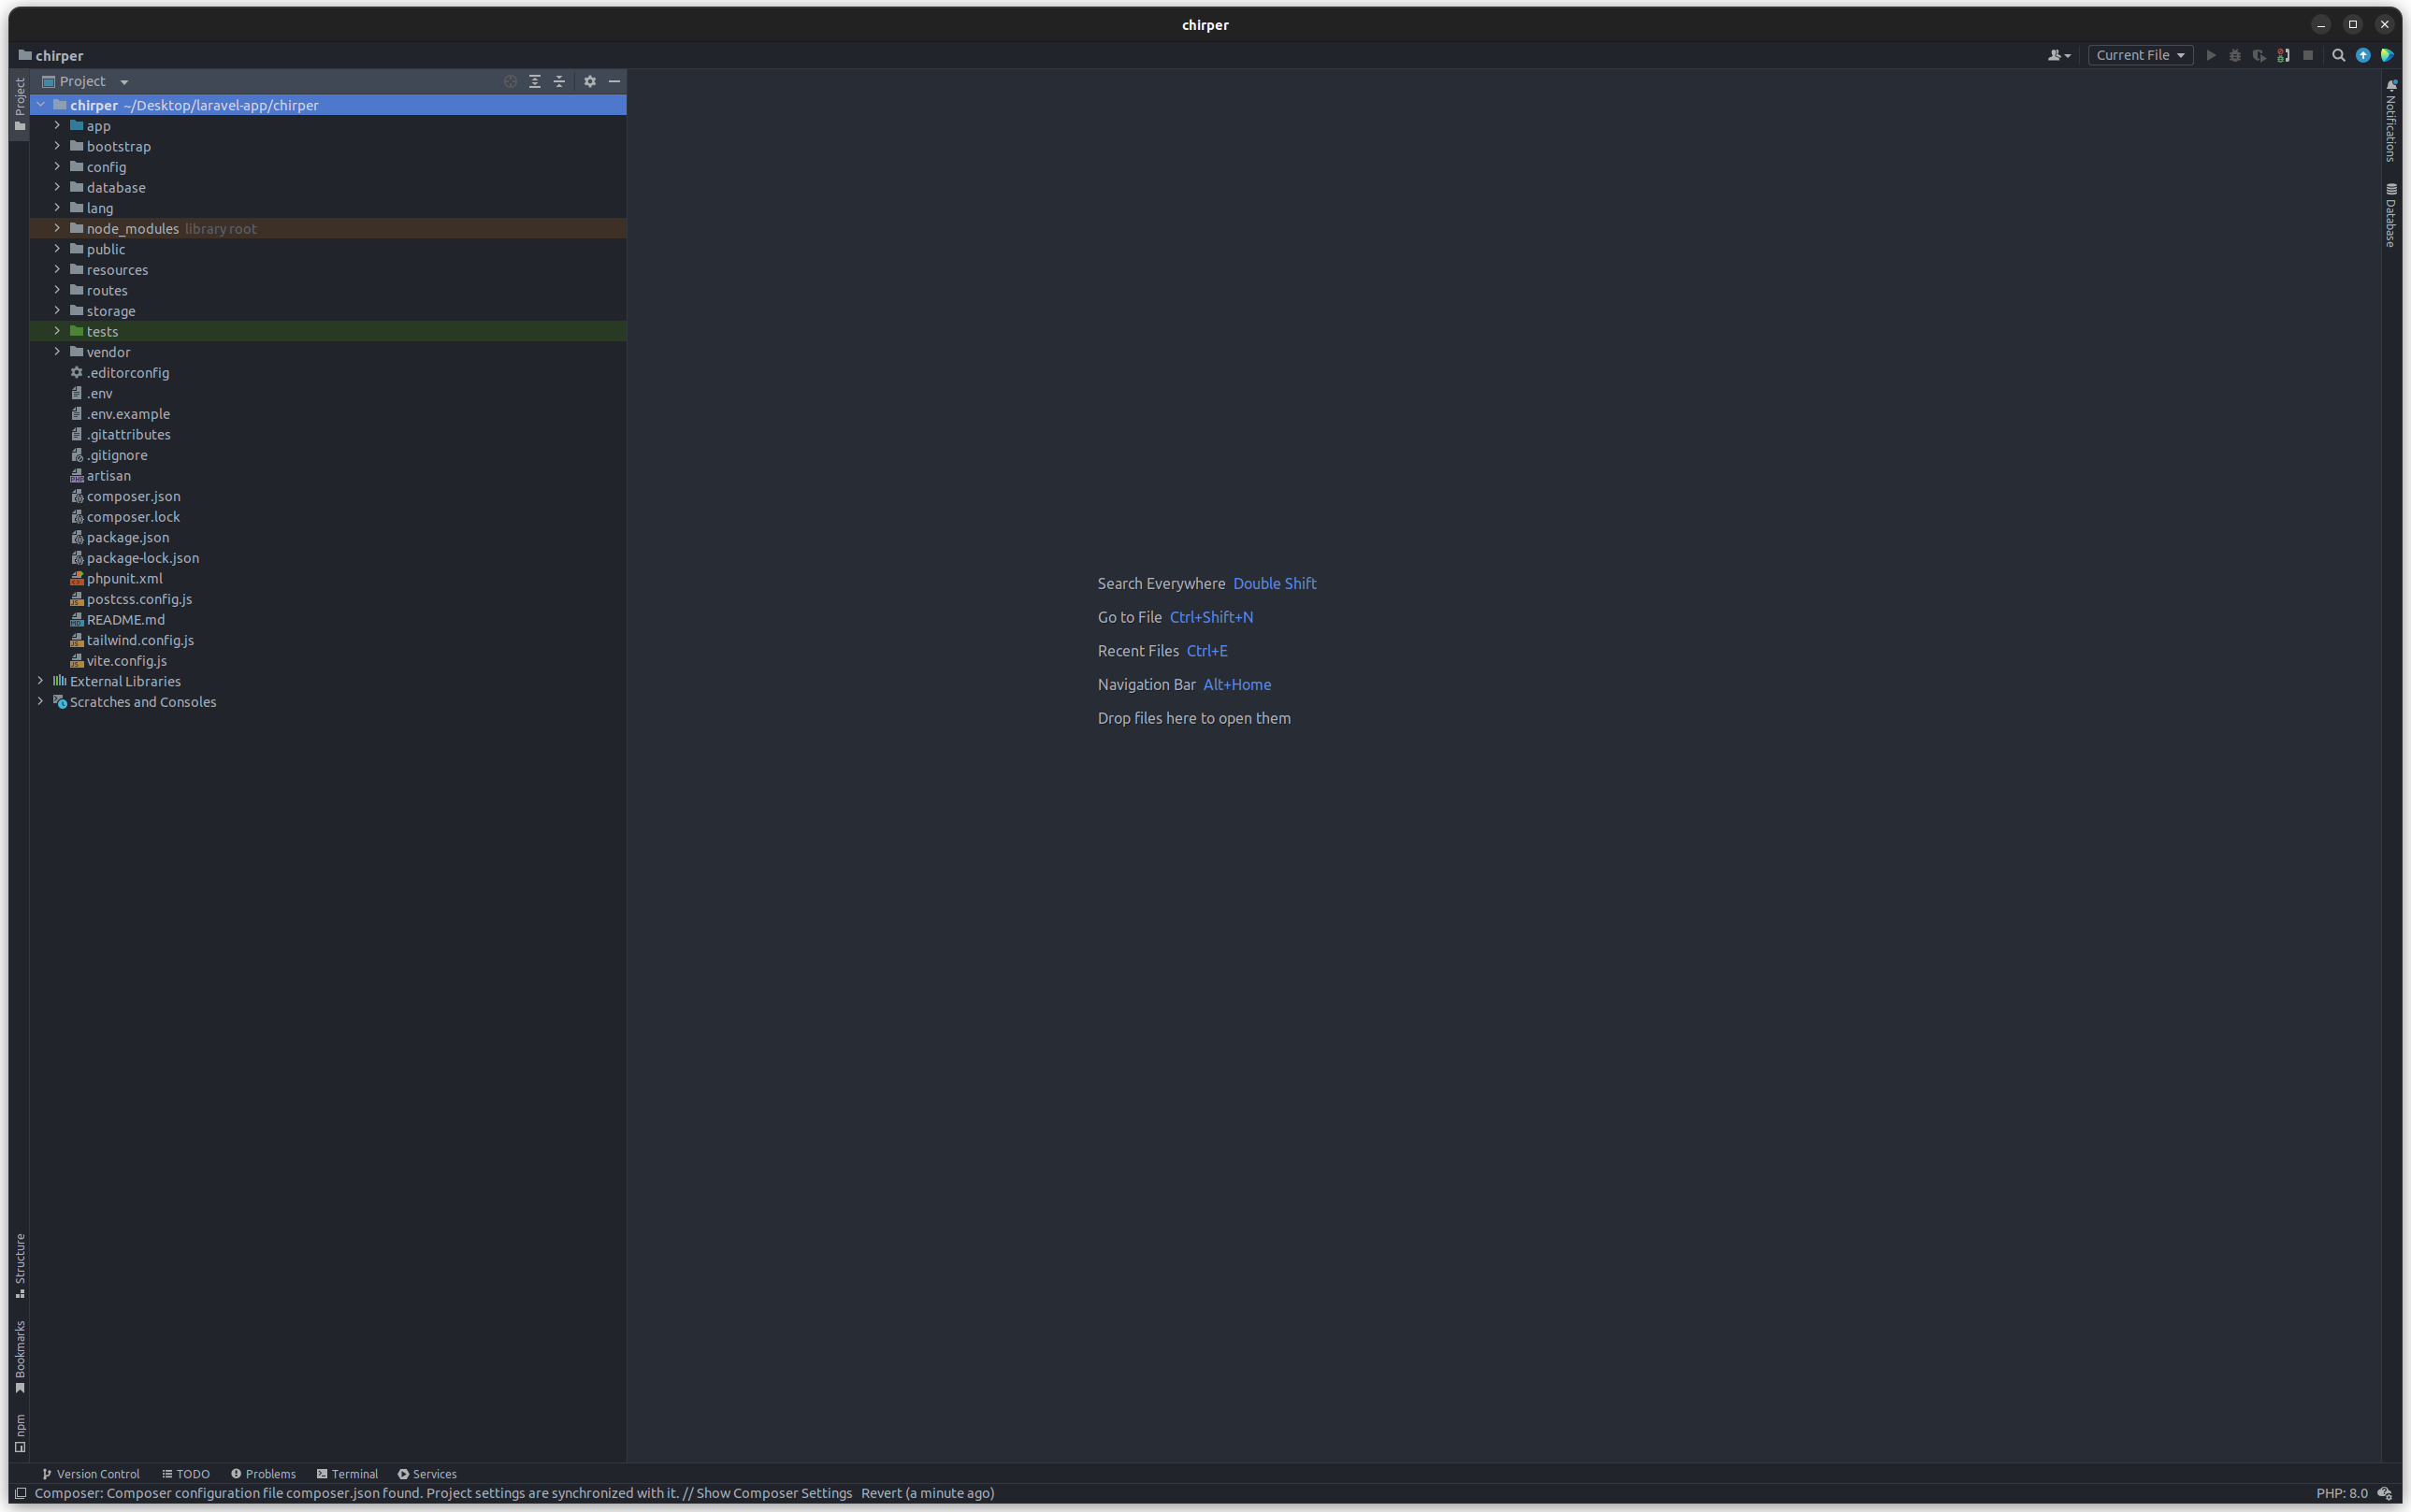 chirper
chirper
Current File
Project
Project
chirper ~/Desktop/laravel-app/chirper
app
bootstrap
config
database
lang
node_modules library root
public
resources
routes
storage
tests
vendor
.editorconfig
.env
.env.example
.gitattributes
.gitignore
artisan
composer.json
composer.lock
package.json
package-lock.json
phpunit.xml
postcss.config.js
README.md
tailwind.config.js
vite.config.js
External Libraries
Scratches and Consoles
Search Everywhere Double Shift
Go to File Ctrl+Shift+N
Recent Files Ctrl+E
Navigation Bar Alt+Home
Drop files here to open them
Notifications
Database
Structure
Bookmarks
npm
Version Control TODO Problems Terminal Services
Composer: Composer configuration file composer.json found. Project settings are synchronized with it. // Show Composer Settings Revert (a minute ago) PHP: 8.0